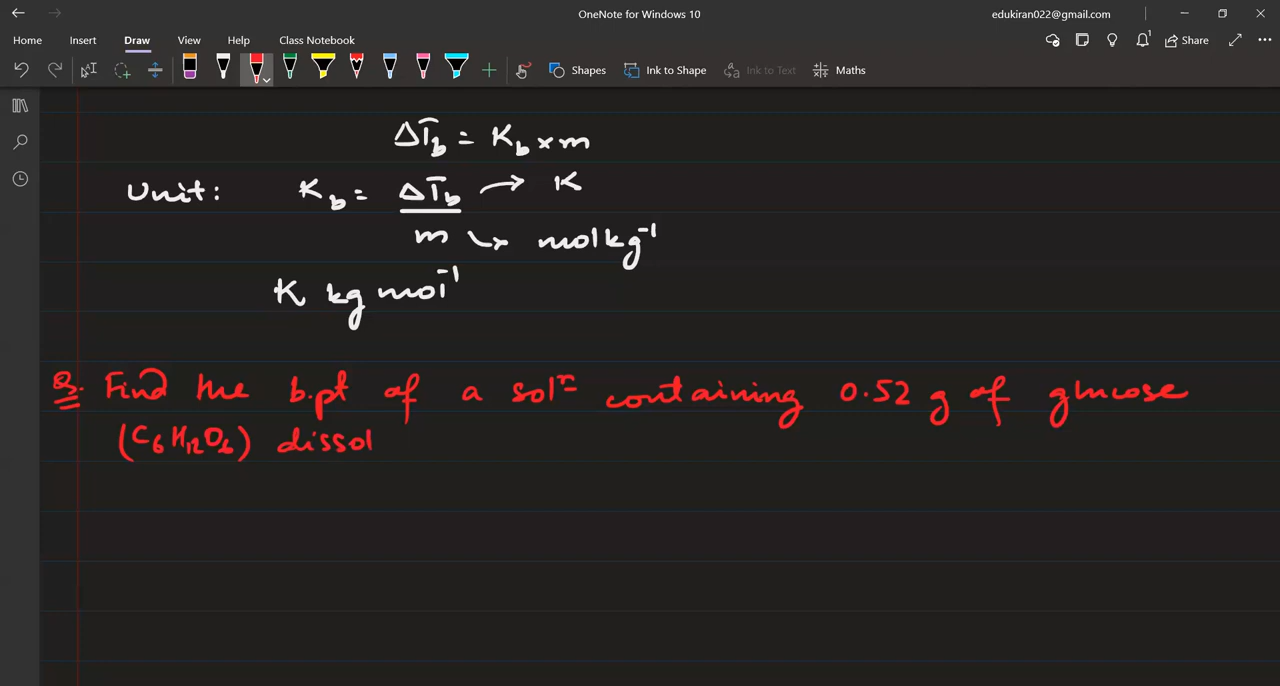 OneNote for Windows 10
edukiran022@gmail.com
Home Insert Draw View Help Class Notebook
Share
Shapes Ink to Shape Ink to Text Maths
ΔTb = Kb × m
Unit: Kb = ΔTb → K
m → mol kg⁻¹
K kg mol⁻¹
Q. Find the b.pt of a solⁿ containing 0.52 g of glucose
(C6H12O6) dissol